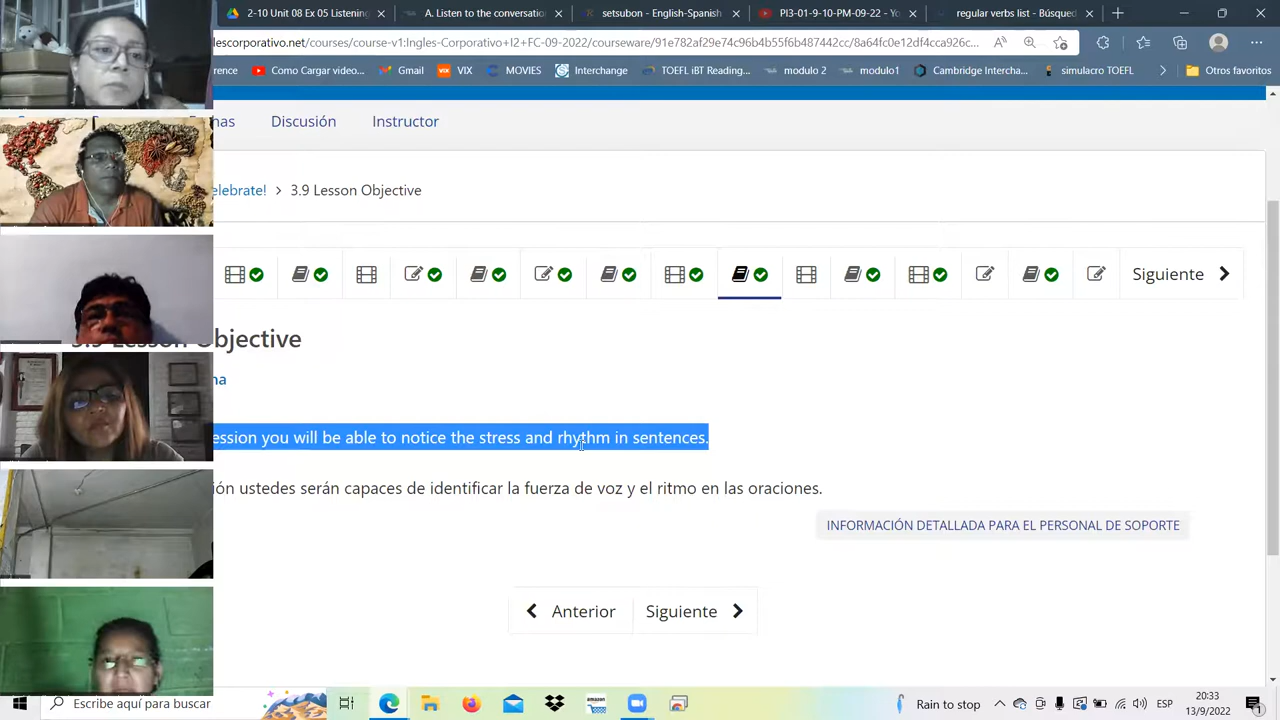 2-10 Unit 08 Ex 05 Listening
A. Listen to the conversation
setsubon - English-Spanish
PI3-01-9-10-PM-09-22 - Yo
- Búsqued
lescorporativo.net/courses/course-v1:Ingles-Corporativo+I2+FC-09-2022/courseware/91e782af29e74c96b4b55f6b487442cc/8a64fc0e12df4cca926c...
rence
Como Cargar video...
Gmail
VIX
MOVIES
Interchange
TOEFL iBT Reading...
modulo 2
modulo1
Cambridge Intercha...
simulacro TOEFL
Otros favoritos
Discusión
Instructor
elebrate! > 3.9 Lesson Objective
Siguiente
Objective
na
ession you will be able to notice the stress and rhythm in sentences.
ión ustedes serán capaces de identificar la fuerza de voz y el ritmo en las oraciones.
INFORMACIÓN DETALLADA PARA EL PERSONAL DE SOPORTE
Anterior
Siguiente
Escribe aquí para buscar
amazon
Rain to stop
ESP
20:33
13/9/2022